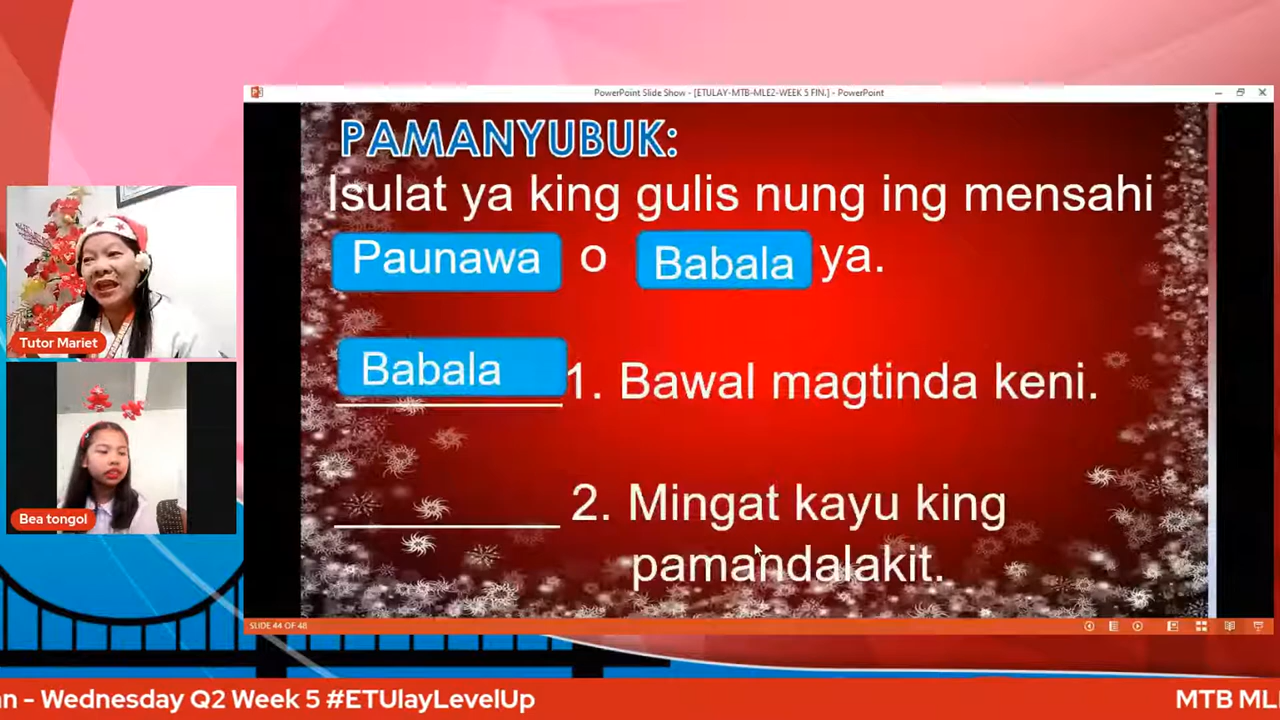 PowerPoint Slide Show - [ETULAY-MTB-MLE2-WEEK 5 FIN.] - PowerPoint
PAMANYUBUK:
Isulat ya king gulis nung ing mensahi
Paunawa o Babala ya.
Babala 1. Bawal magtinda keni.
2. Mingat kayu king
pamandalakit.
Tutor Mariet
Bea tongol
SLIDE 44 OF 48
- Wednesday Q2 Week 5 #ETUlayLevelUp
MTB